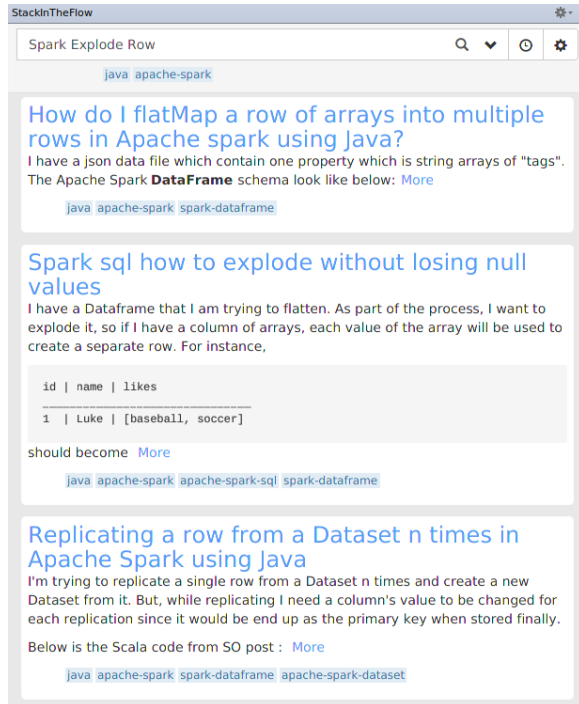 StackInTheFlow
Spark Explode Row
java apache-spark
How do I flatMap a row of arrays into multiple
rows in Apache spark using Java?
I have a json data file which contain one property which is string arrays of "tags".
The Apache Spark DataFrame schema look like below: More
java apache-spark spark-dataframe
Spark sql how to explode without losing null
values
I have a Dataframe that I am trying to flatten. As part of the process, I want to
explode it, so if I have a column of arrays, each value of the array will be used to
create a separate row. For instance,
id | name | likes
_______________________________
1 | Luke | [baseball, soccer]
should become More
java apache-spark apache-spark-sql spark-dataframe
Replicating a row from a Dataset n times in
Apache Spark using Java
I'm trying to replicate a single row from a Dataset n times and create a new
Dataset from it. But, while replicating I need a column's value to be changed for
each replication since it would be end up as the primary key when stored finally.
Below is the Scala code from SO post : More
java apache-spark spark-dataframe apache-spark-dataset